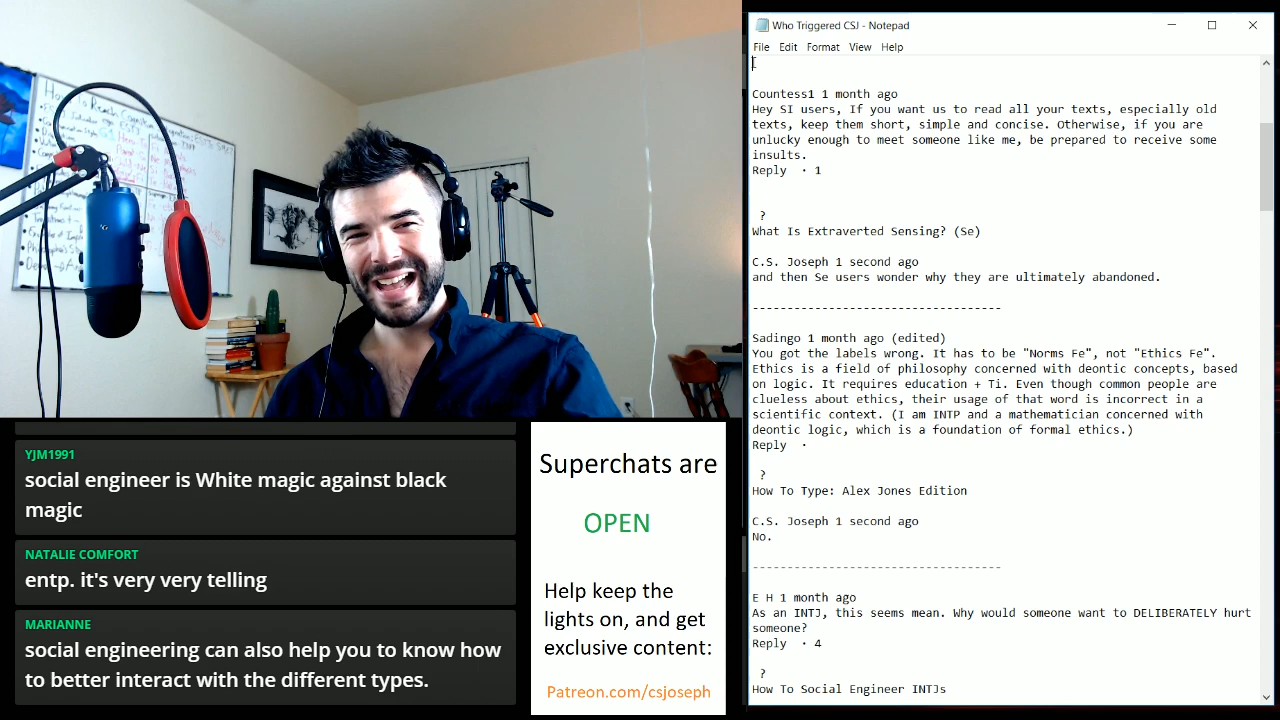 Who Triggered CSJ - Notepad
File Edit Format View Help
Countess1 1 month ago
Hey SI users, If you want us to read all your texts, especially old
texts, keep them short, simple and concise. Otherwise, if you are
unlucky enough to meet someone like me, be prepared to receive some
insults.
Reply · 1
?
What Is Extraverted Sensing? (Se)
C.S. Joseph 1 second ago
and then Se users wonder why they are ultimately abandoned.
----------------------------------
Sadingo 1 month ago (edited)
You got the labels wrong. It has to be "Norms Fe", not "Ethics Fe".
Ethics is a field of philosophy concerned with deontic concepts, based
on logic. It requires education + Ti. Even though common people are
clueless about ethics, their usage of that word is incorrect in a
scientific context. (I am INTP and a mathematician concerned with
deontic logic, which is a foundation of formal ethics.)
Reply ·
?
How To Type: Alex Jones Edition
C.S. Joseph 1 second ago
No.
----------------------------------
E H 1 month ago
As an INTJ, this seems mean. Why would someone want to DELIBERATELY hurt
someone?
Reply · 4
?
How To Social Engineer INTJs
YJM1991
social engineer is White magic against black
magic
NATALIE COMFORT
entp. it's very very telling
MARIANNE
social engineering can also help you to know how
to better interact with the different types.
Superchats are
OPEN
Help keep the
lights on, and get
exclusive content:
Patreon.com/csjoseph